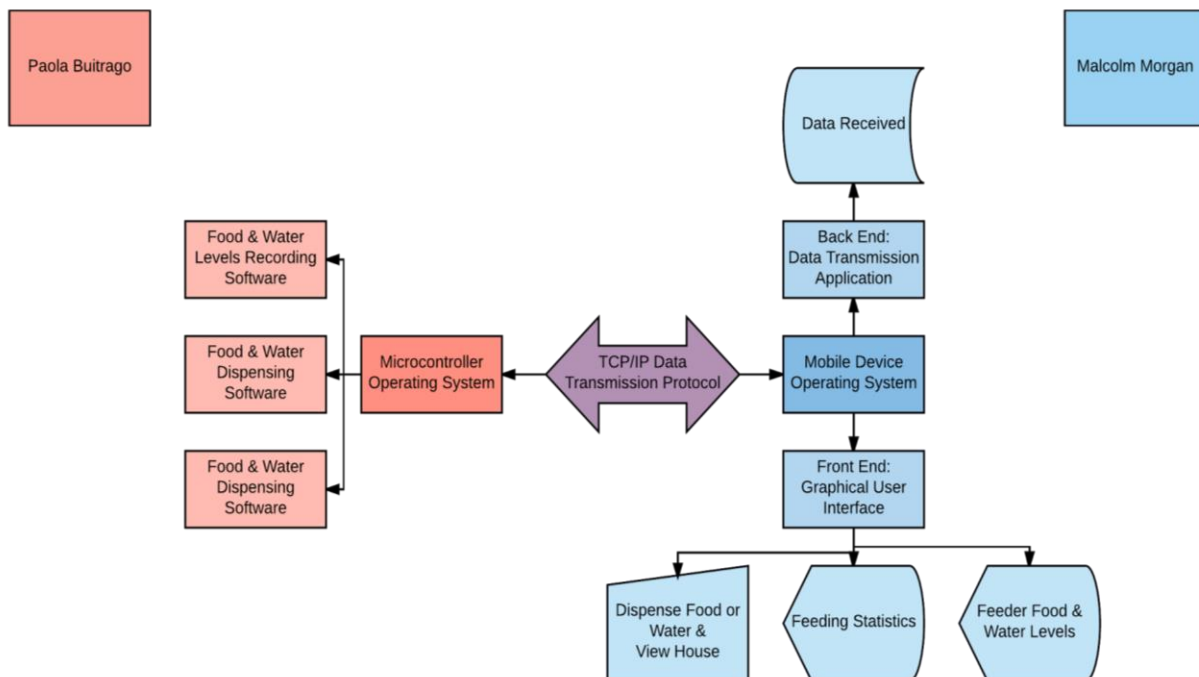 Paola Buitrago
Malcolm Morgan
Data Received
Food & Water
Levels Recording
Software
Back End:
Data Transmission
Application
Food & Water
Dispensing
Software
Microcontroller
Operating System
TCP/IP Data
Transmission Protocol
Mobile Device
Operating System
Food & Water
Dispensing
Software
Front End:
Graphical User
Interface
Dispense Food or
Water &
View House
Feeding Statistics
Feeder Food &
Water Levels